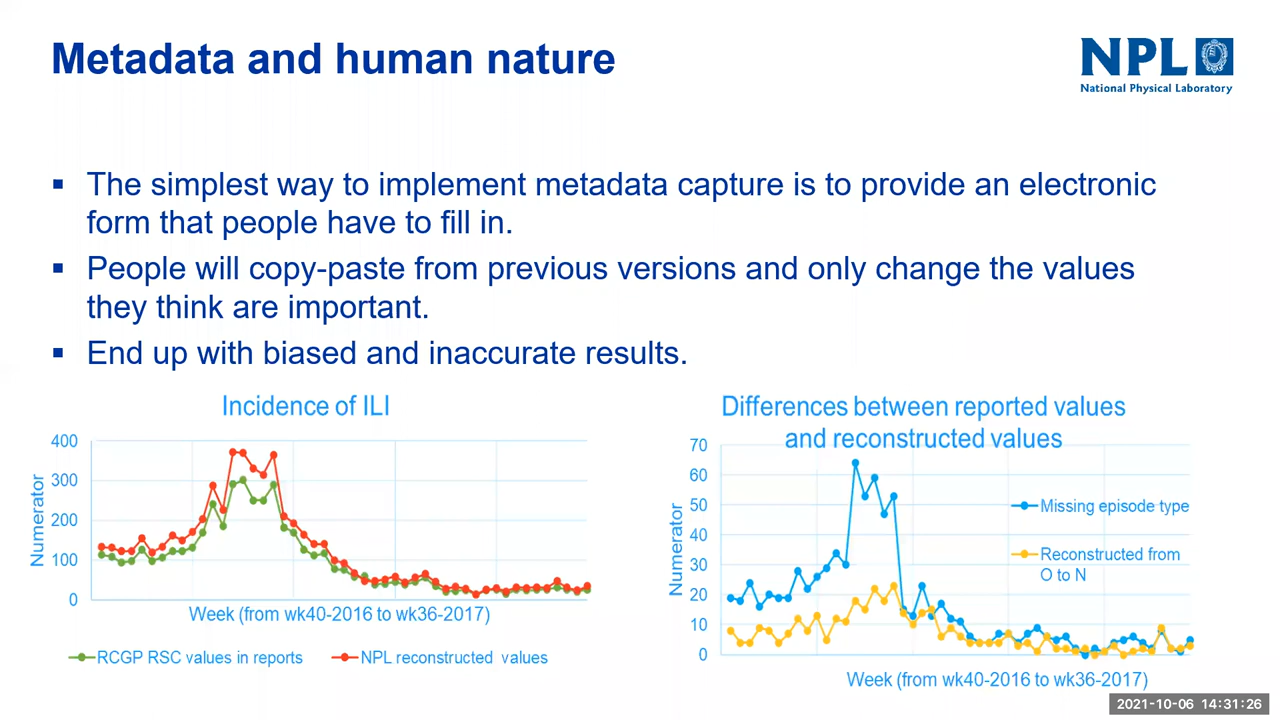 Metadata and human nature
NPL
National Physical Laboratory
▪ The simplest way to implement metadata capture is to provide an electronic
form that people have to fill in.
▪ People will copy-paste from previous versions and only change the values
they think are important.
▪ End up with biased and inaccurate results.
Incidence of ILI
400
300
200
100
0
Numerator
Week (from wk40-2016 to wk36-2017)
RCGP RSC values in reports
NPL reconstructed values
Differences between reported values
and reconstructed values
70
60
50
40
30
20
10
0
Numerator
Missing episode type
Reconstructed from
O to N
Week (from wk40-2016 to wk36-2017)
2021-10-06 14:31:26